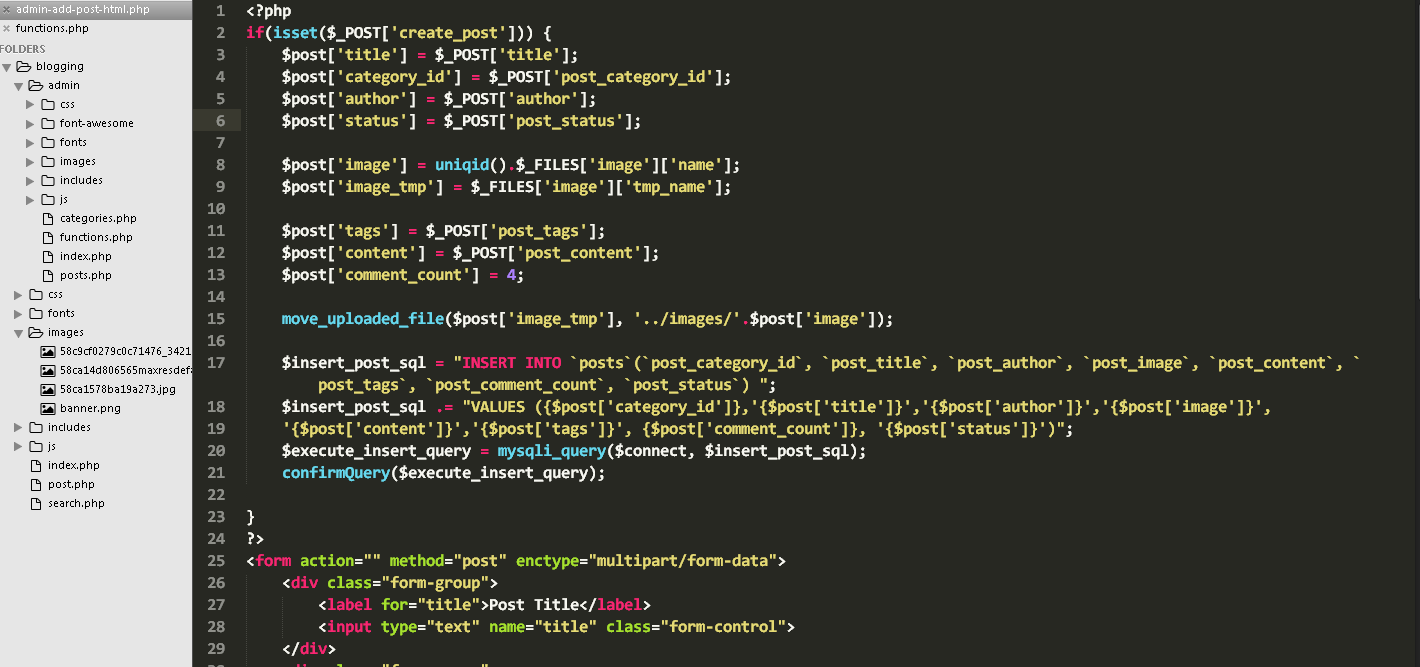 admin-add-post-html.php
functions.php
FOLDERS
blogging
admin
css
font-awesome
fonts
images
includes
js
categories.php
functions.php
index.php
posts.php
css
fonts
images
58c9cf0279c0c71476_3421
58ca14d806565maxresdefa
58ca1578ba19a273.jpg
banner.png
includes
js
index.php
post.php
search.php
1 <?php
2 if(isset($_POST['create_post'])) {
3 $post['title'] = $_POST['title'];
4 $post['category_id'] = $_POST['post_category_id'];
5 $post['author'] = $_POST['author'];
6 $post['status'] = $_POST['post_status'];
7
8 $post['image'] = uniqid().$_FILES['image']['name'];
9 $post['image_tmp'] = $_FILES['image']['tmp_name'];
10
11 $post['tags'] = $_POST['post_tags'];
12 $post['content'] = $_POST['post_content'];
13 $post['comment_count'] = 4;
14
15 move_uploaded_file($post['image_tmp'], '../images/'.$post['image']);
16
17 $insert_post_sql = "INSERT INTO `posts`(`post_category_id`, `post_title`, `post_author`, `post_image`, `post_content`, `
post_tags`, `post_comment_count`, `post_status`) ";
18 $insert_post_sql .= "VALUES ({$post['category_id']},'{$post['title']}','{$post['author']}','{$post['image']}',
19 '{$post['content']}','{$post['tags']}', {$post['comment_count']}, '{$post['status']}')";
20 $execute_insert_query = mysqli_query($connect, $insert_post_sql);
21 confirmQuery($execute_insert_query);
22
23 }
24 ?>
25 <form action="" method="post" enctype="multipart/form-data">
26 <div class="form-group">
27 <label for="title">Post Title</label>
28 <input type="text" name="title" class="form-control">
29 </div>